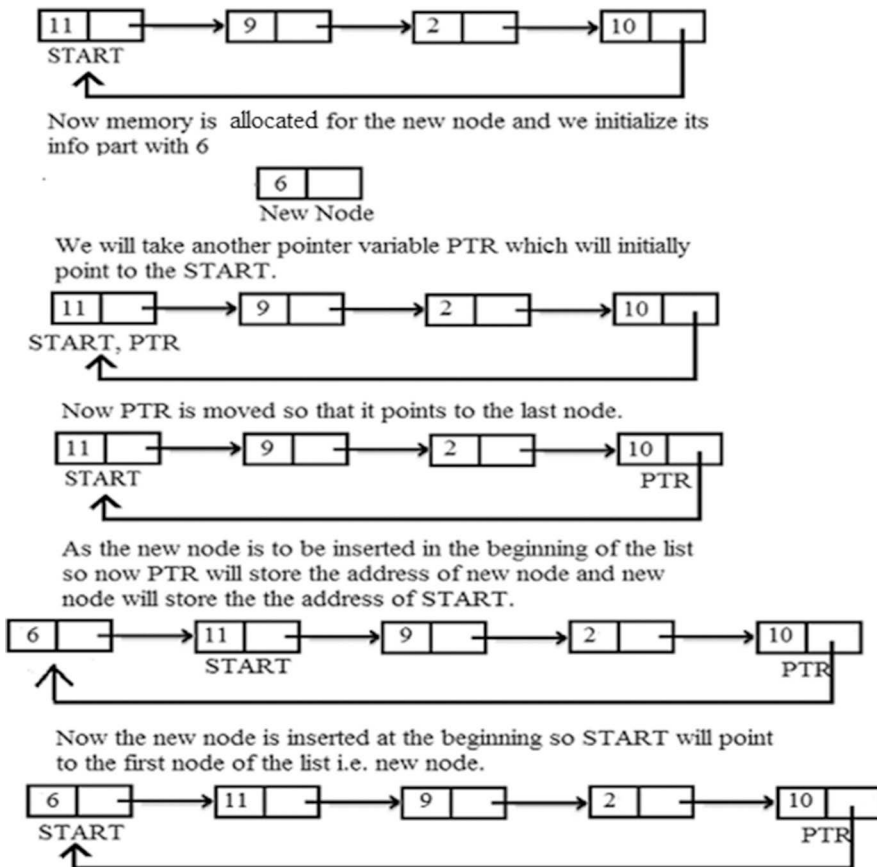 11 9 2 10
START
Now memory is allocated for the new node and we initialize its
info part with 6
6
New Node
We will take another pointer variable PTR which will initially
point to the START.
11 9 2 10
START, PTR
Now PTR is moved so that it points to the last node.
11 9 2 10
START PTR
As the new node is to be inserted in the beginning of the list
so now PTR will store the address of new node and new
node will store the the address of START.
6 11 9 2 10
START PTR
Now the new node is inserted at the beginning so START will point
to the first node of the list i.e. new node.
6 11 9 2 10
START PTR